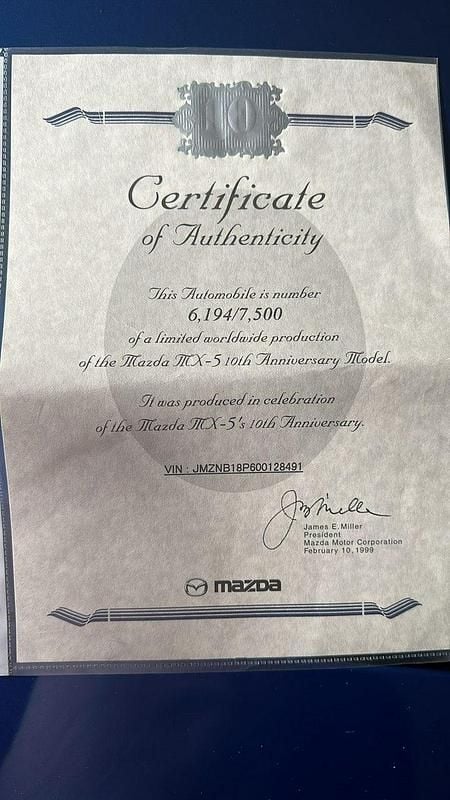 10
Certificate
of Authenticity
This Automobile is number
6,194/7,500
of a limited worldwide production
of the Mazda MX-5 10th Anniversary Model.
It was produced in celebration
of the Mazda MX-5's 10th Anniversary.
VIN : JMZNB18P600128491
James E. Miller
President
Mazda Motor Corporation
February 10, 1999
mazda